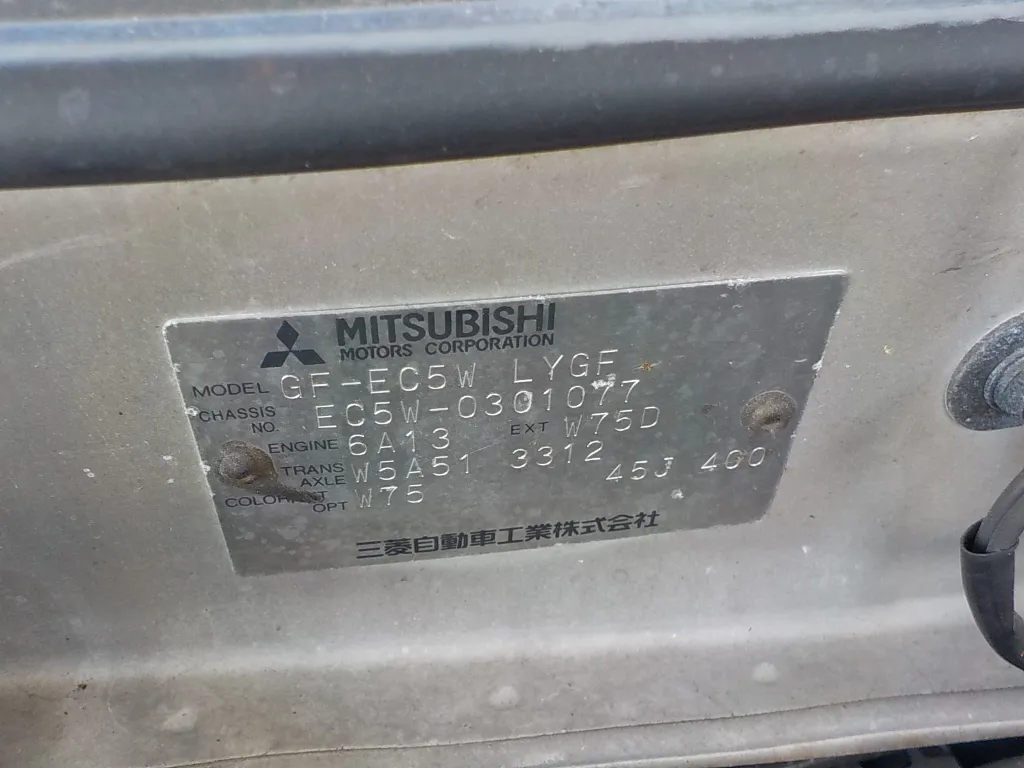 MITSUBISHI
MOTORS CORPORATION
MODEL GF-EC5W LYGF
CHASSIS NO. EC5W-0301077
ENGINE 6A13 EXT W75D
TRANS AXLE W5A51 3312
COLOR OPT W75 45J 4G0
三菱自動車工業株式会社